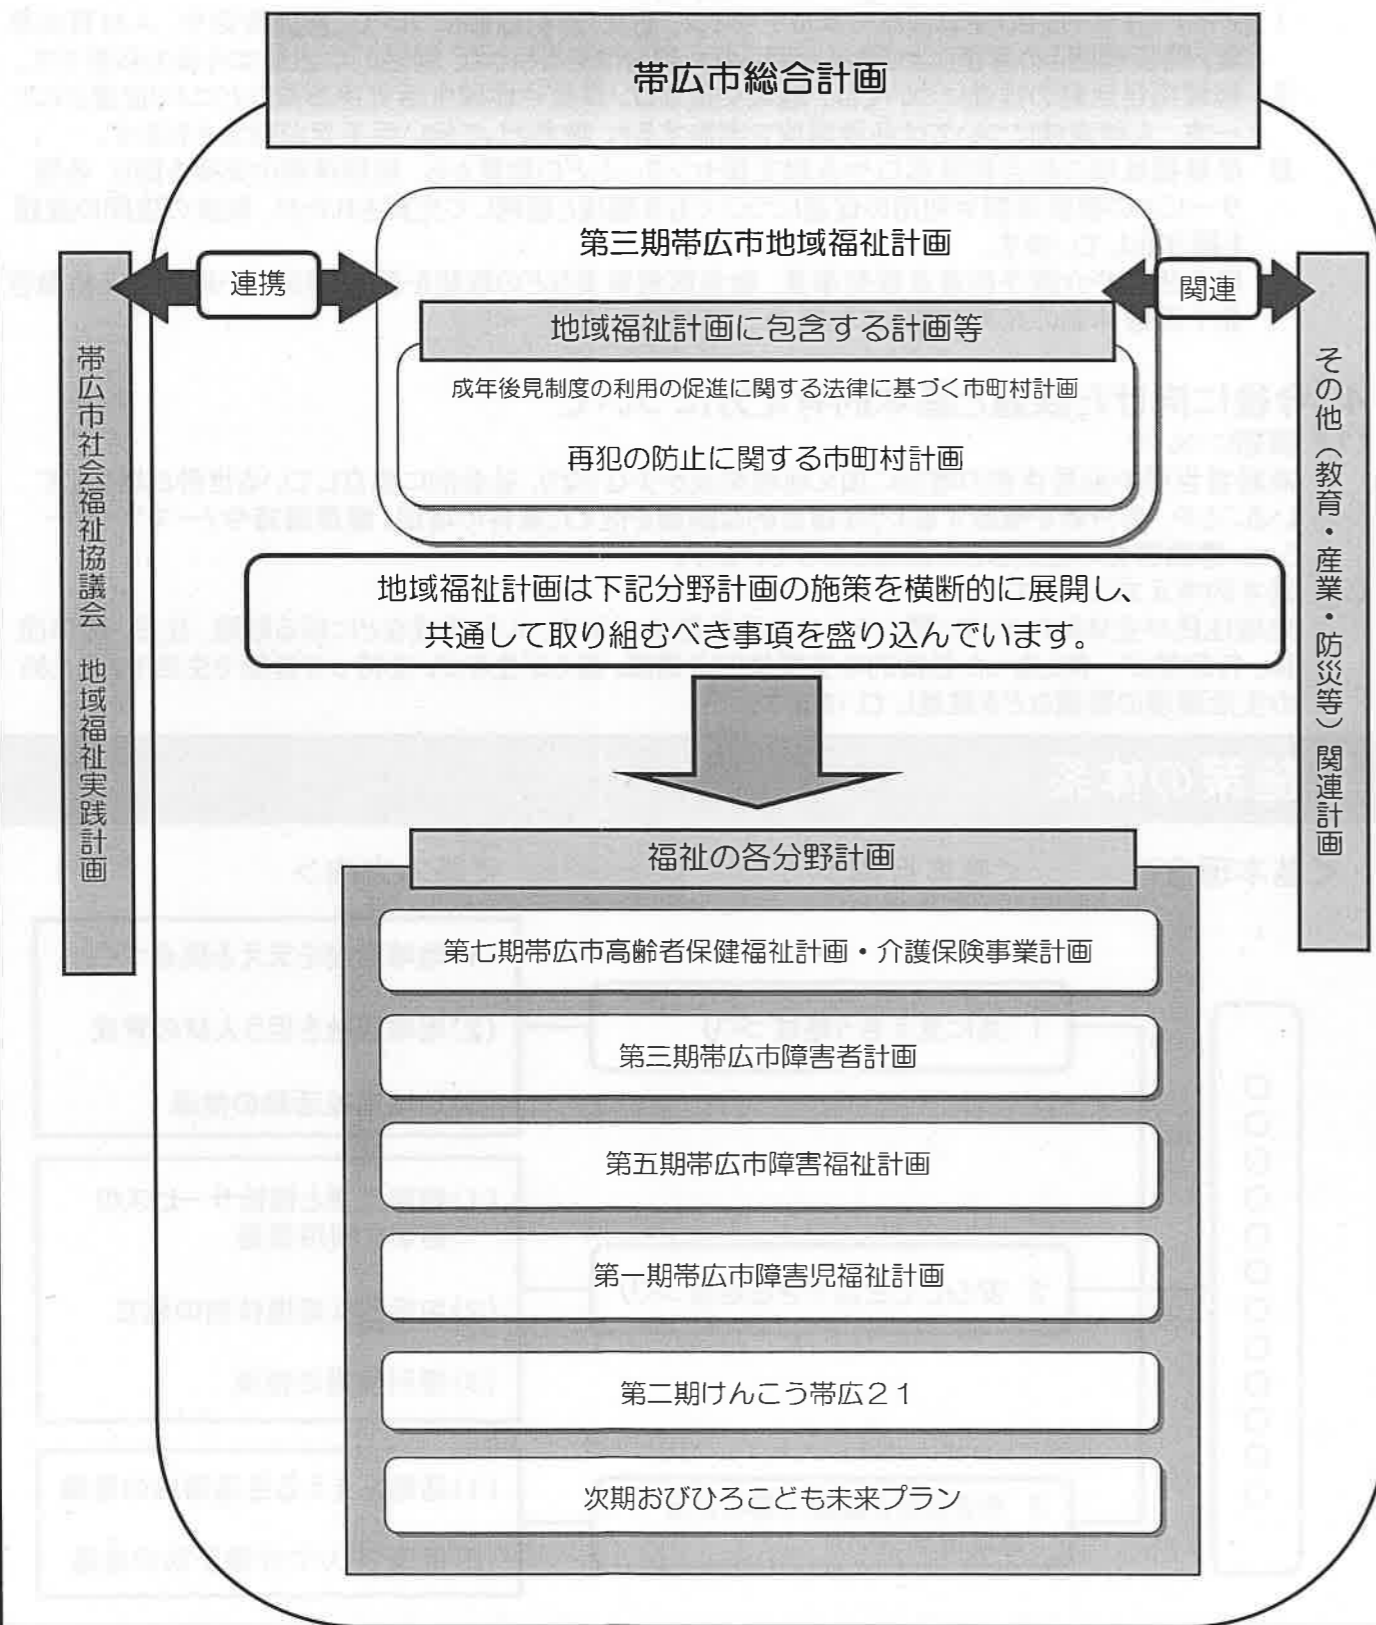 帯広市総合計画
第三期帯広市地域福祉計画
連携
関連
地域福祉計画に包含する計画等
成年後見制度の利用の促進に関する法律に基づく市町村計画
再犯の防止に関する市町村計画
帯広市社会福祉協議会 地域福祉実践計画
その他(教育・産業・防災等)関連計画
地域福祉計画は下記分野計画の施策を横断的に展開し、
共通して取り組むべき事項を盛り込んでいます。
福祉の各分野計画
第七期帯広市高齢者保健福祉計画・介護保険事業計画
第三期帯広市障害者計画
第五期帯広市障害福祉計画
第一期帯広市障害児福祉計画
第二期けんこう帯広21
次期おびひろこども未来プラン